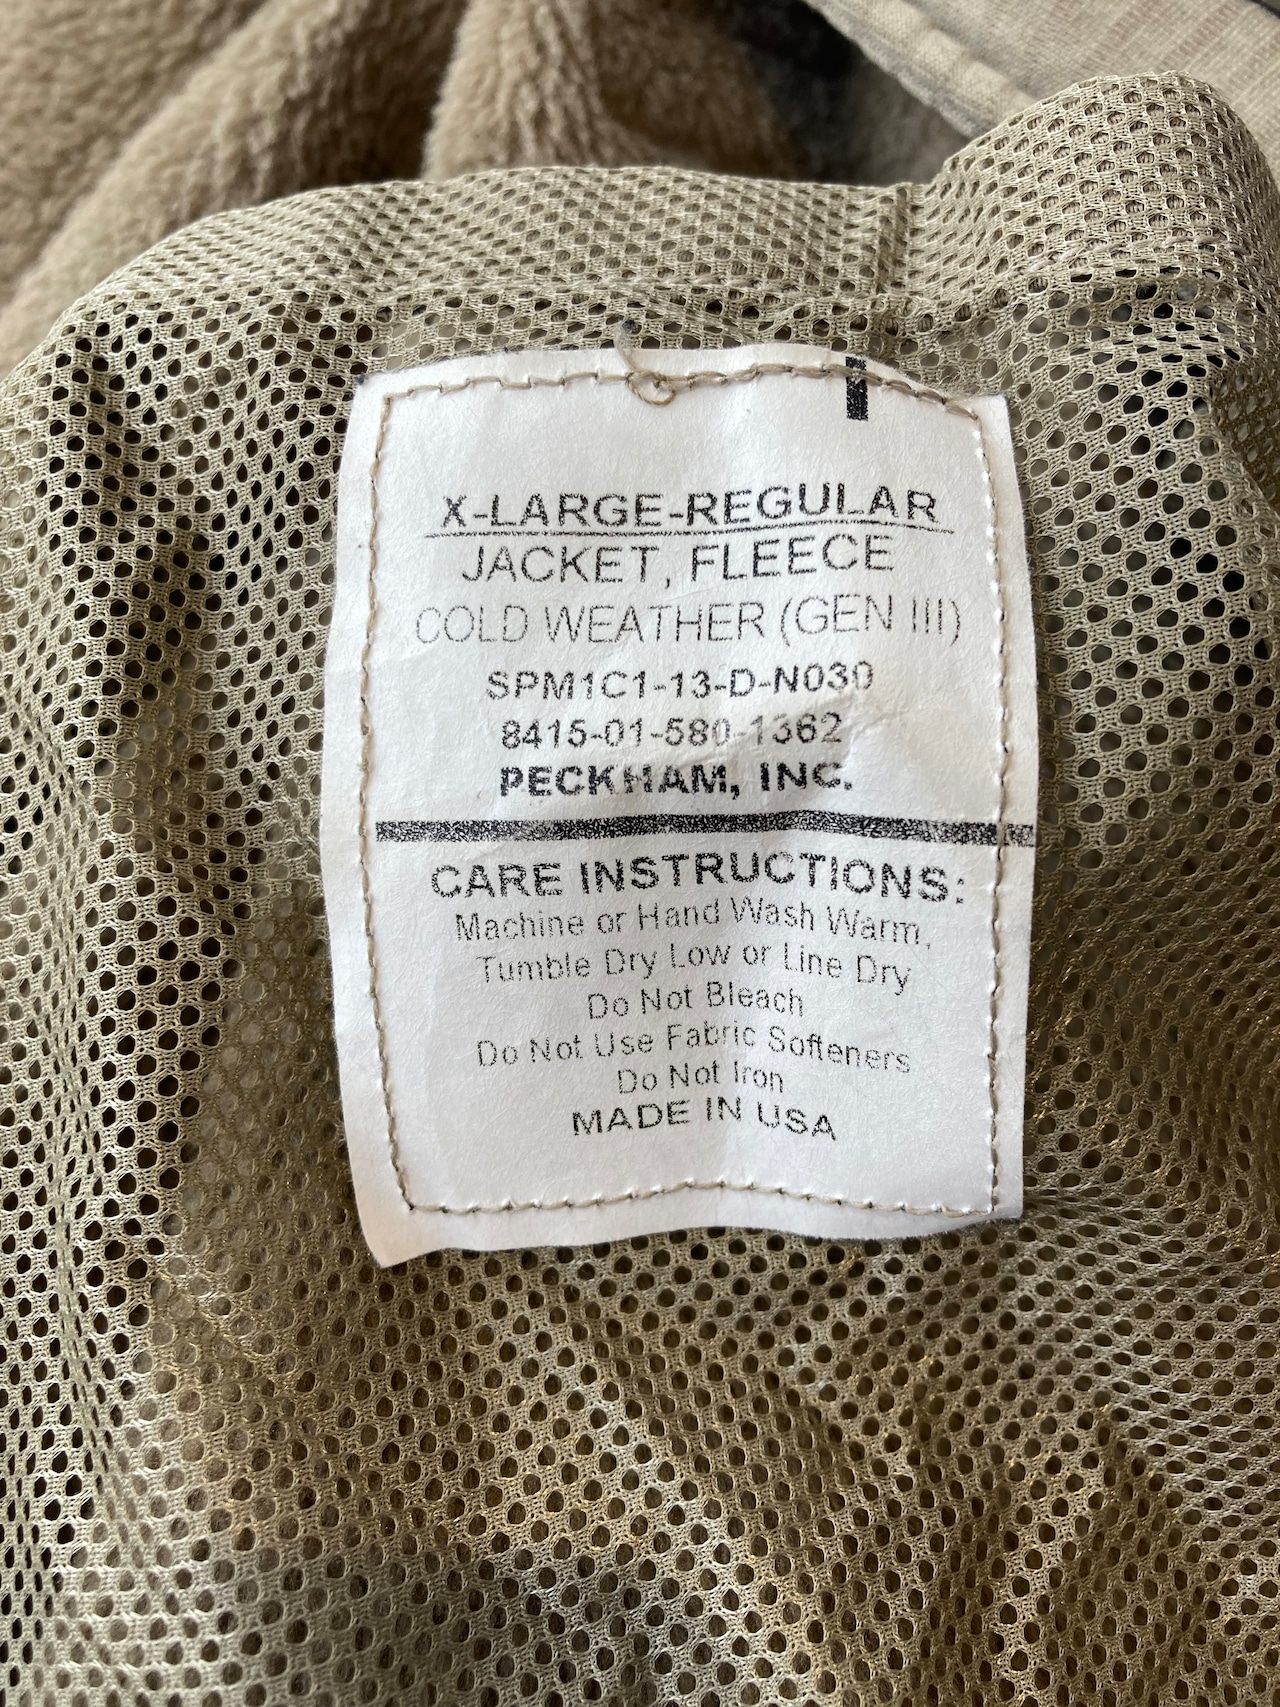 X-LARGE-REGULAR
JACKET, FLEECE
COLD WEATHER (GEN III)
SPM1C1-13-D-N030
8415-01-580-1362
PECKHAM, INC.
CARE INSTRUCTIONS:
Machine or Hand Wash Warm,
Tumble Dry Low or Line Dry
Do Not Bleach
Do Not Use Fabric Softeners
Do Not Iron
MADE IN USA